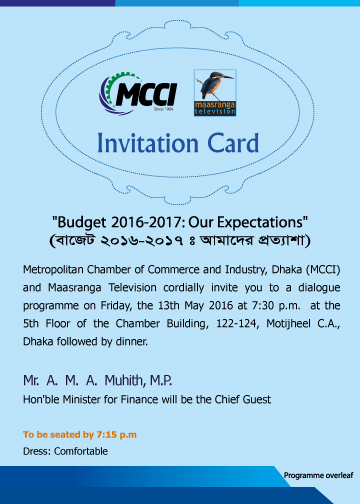 MCCI
Since 1904
maasranga
television
Invitation Card
"Budget 2016-2017: Our Expectations"
(বাজেট ২০১৬-২০১৭ ঃ আমাদের প্রত্যাশা)
Metropolitan Chamber of Commerce and Industry, Dhaka (MCCI)
and Maasranga Television cordially invite you to a dialogue
programme on Friday, the 13th May 2016 at 7:30 p.m. at the
5th Floor of the Chamber Building, 122-124, Motijheel C.A.,
Dhaka followed by dinner.
Mr. A. M. A. Muhith, M.P.
Hon'ble Minister for Finance will be the Chief Guest
To be seated by 7:15 p.m
Dress: Comfortable
Programme overleaf